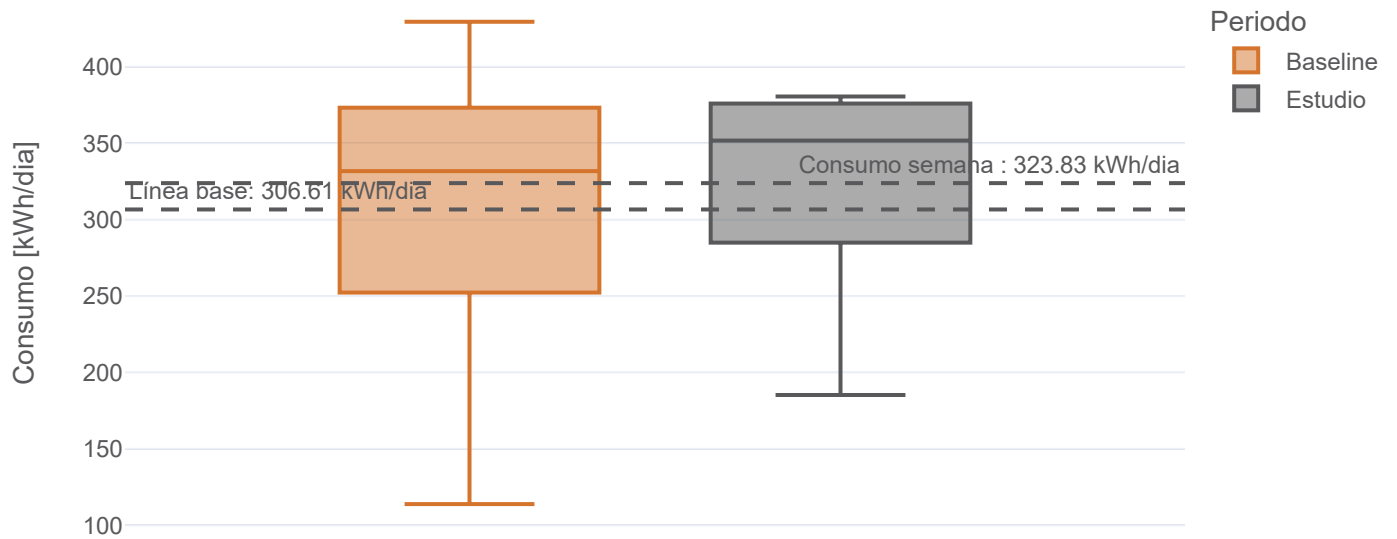 Periodo
Baseline
Estudio
Consumo [kWh/dia]
400
350
300
250
200
150
100
Consumo semana : 323.83 kWh/dia
Línea base: 306.61 kWh/dia